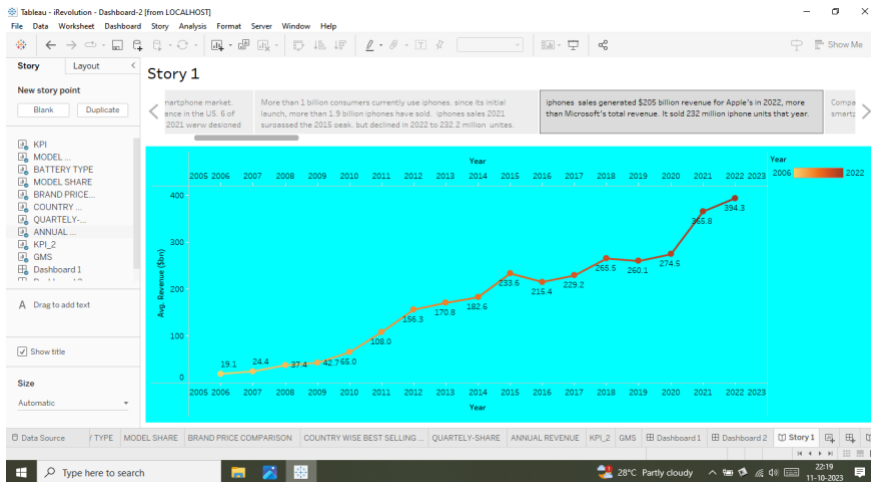 Tableau - iRevolution - Dashboard-2 [from LOCALHOST]
File Data Worksheet Dashboard Story Analysis Format Server Window Help
Show Me
Story Layout
Story 1
New story point
Blank Duplicate
martphone market.
ance in the US. 6 of
2021 werw desioned
More than 1 billion consumers currently use iphones. since its initial
launch, more than 1.9 billion iphones have sold. iphones sales 2021
surpassed the 2015 peak. but declined in 2022 to 232.2 million unites.
iphones sales generated $205 billion revenue for Apple's in 2022, more
than Microsoft's total revenue. It sold 232 million iphone units that year.
Compa
smarto
KPI
MODEL ...
BATTERY TYPE
MODEL SHARE
BRAND PRICE...
COUNTRY ...
QUARTELY-...
ANNUAL ...
KPI_2
GMS
Dashboard 1
Drag to add text
Show title
Size
Automatic
Year
2005 2006 2007 2008 2009 2010 2011 2012 2013 2014 2015 2016 2017 2018 2019 2020 2021 2022 2023
Year
2006 2022
Avg. Revenue ($bn)
400
300
200
100
0
19.1 24.4 37.4 42.7 65.0 108.0 156.3 170.8 182.6 233.6 215.4 229.2 265.5 260.1 274.5 365.8 394.3
2005 2006 2007 2008 2009 2010 2011 2012 2013 2014 2015 2016 2017 2018 2019 2020 2021 2022 2023
Year
Data Source Y TYPE MODEL SHARE BRAND PRICE COMPARISON COUNTRY WISE BEST SELLING... QUARTELY-SHARE ANNUAL REVENUE KPI_2 GMS Dashboard 1 Dashboard 2 Story 1
Type here to search
28°C Partly cloudy
22:19
11-10-2023